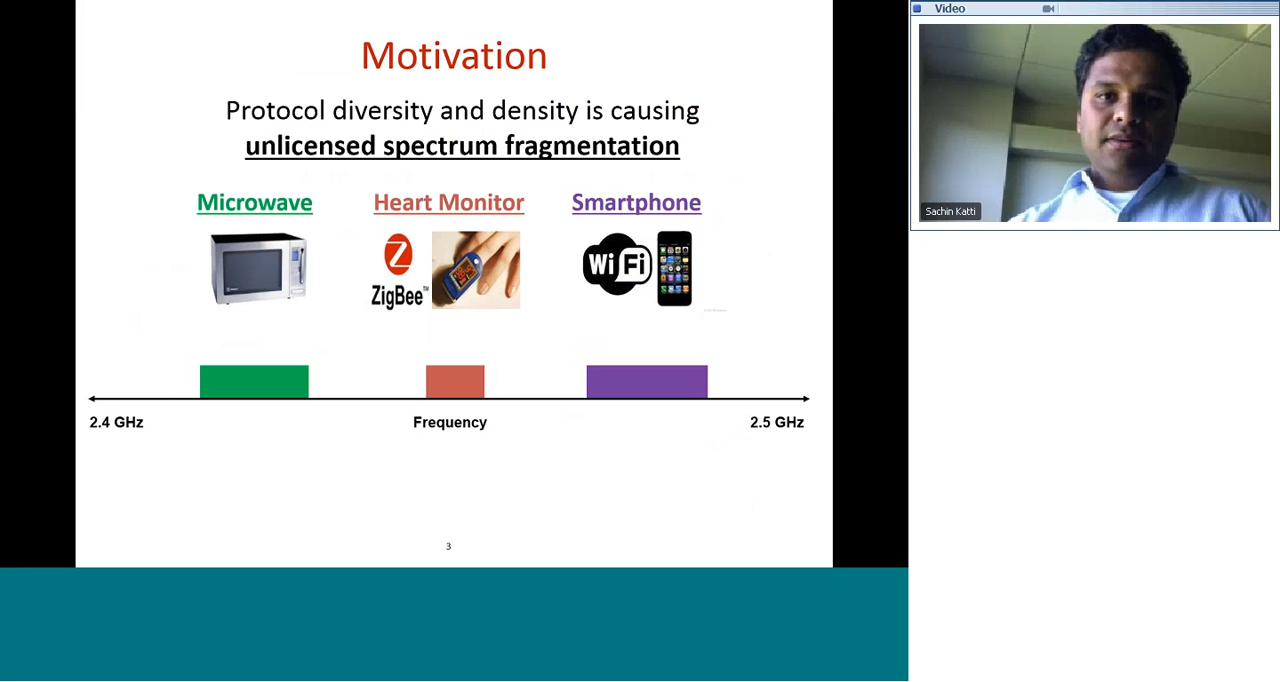 Motivation
Protocol diversity and density is causing
unlicensed spectrum fragmentation
Microwave
Heart Monitor
Smartphone
Z
ZigBee™
Wi Fi
2.4 GHz
Frequency
2.5 GHz
3
Video
Sachin Katti